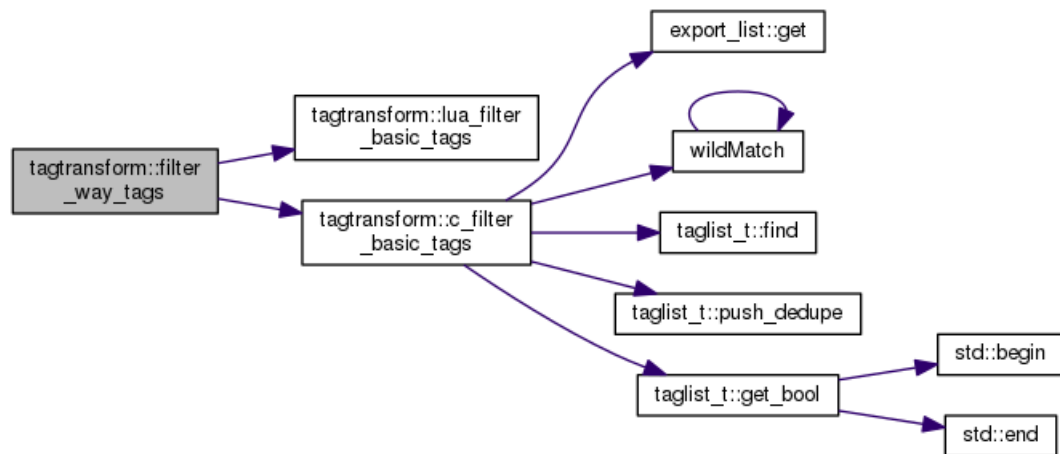 tagtransform::filter
_way_tags
tagtransform::lua_filter
_basic_tags
tagtransform::c_filter
_basic_tags
export_list::get
wildMatch
taglist_t::find
taglist_t::push_dedupe
taglist_t::get_bool
std::begin
std::end